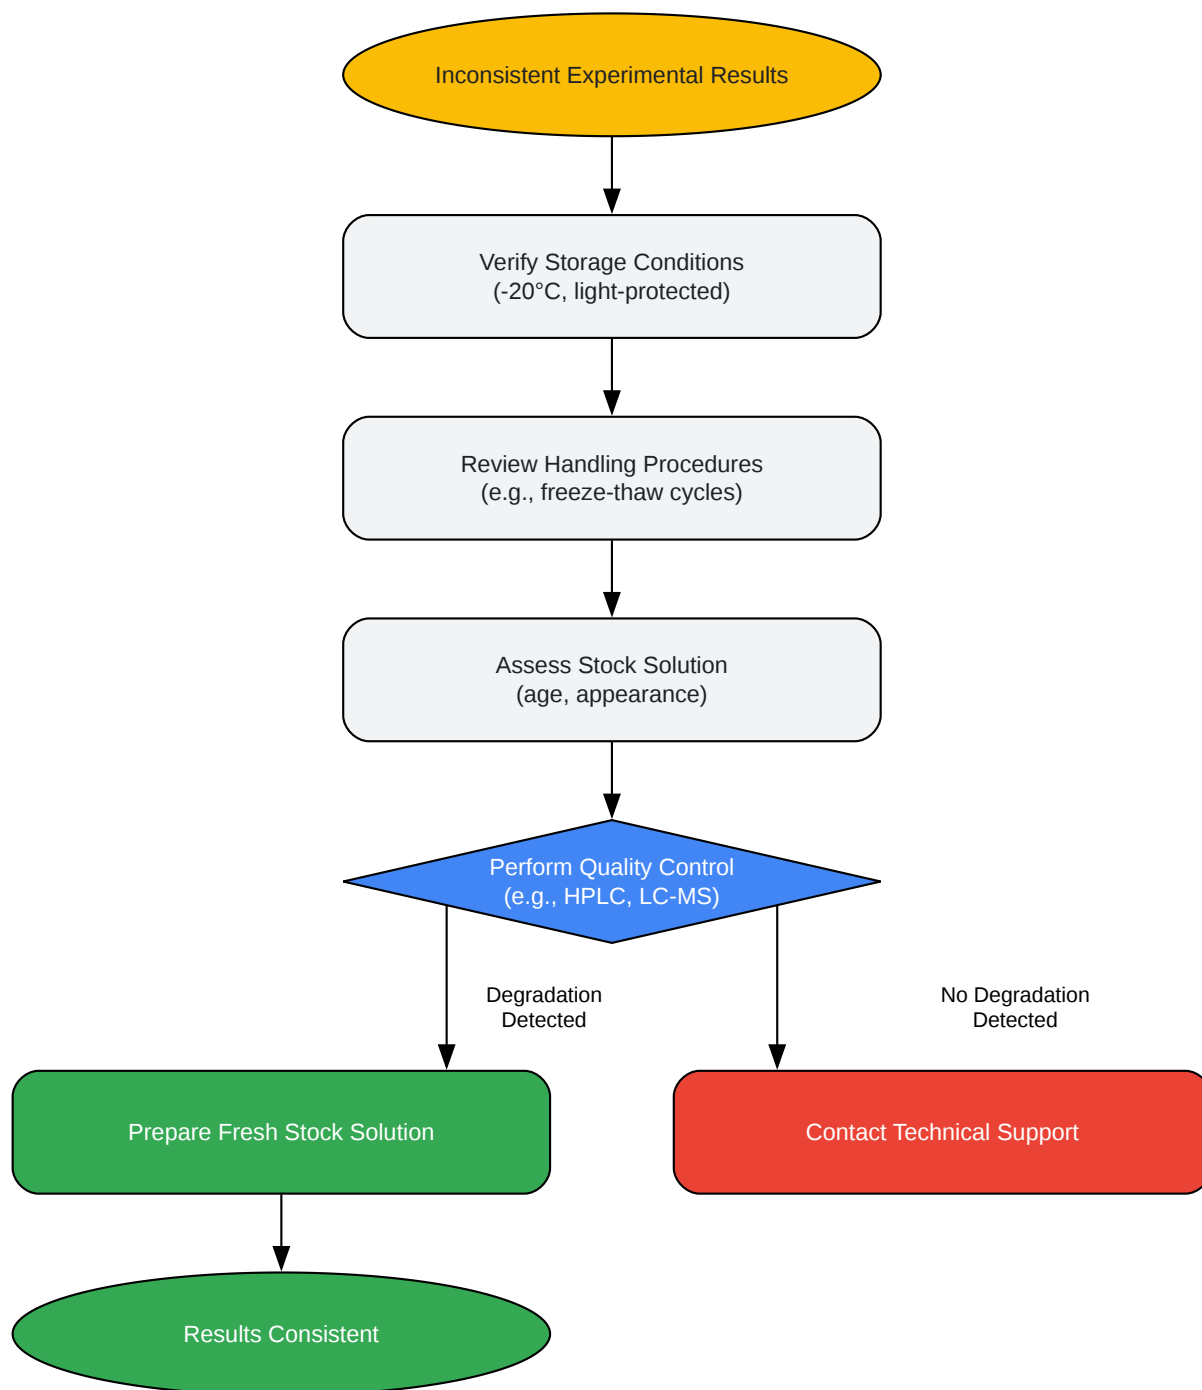 Inconsistent Experimental Results
Verify Storage Conditions
(-20°C, light-protected)
Review Handling Procedures
(e.g., freeze-thaw cycles)
Assess Stock Solution
(age, appearance)
Perform Quality Control
(e.g., HPLC, LC-MS)
Degradation
Detected
No Degradation
Detected
Prepare Fresh Stock Solution
Contact Technical Support
Results Consistent